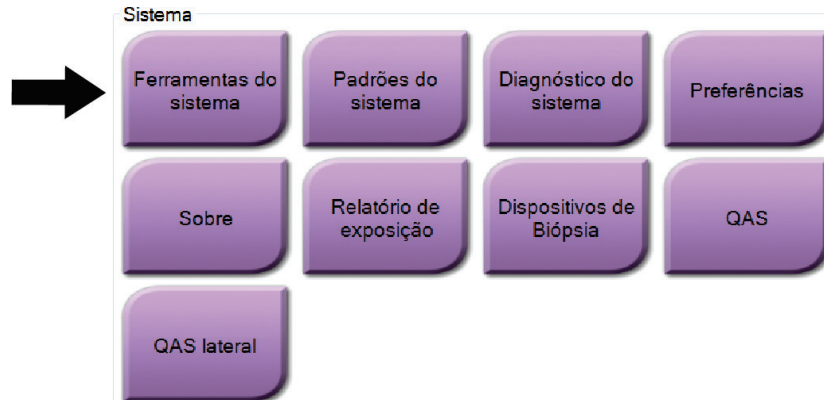 Sistema
Ferramentas do
sistema
Padrões do
sistema
Diagnóstico do
sistema
Preferências
Sobre
Relatório de
exposição
Dispositivos de
Biópsia
QAS
QAS lateral